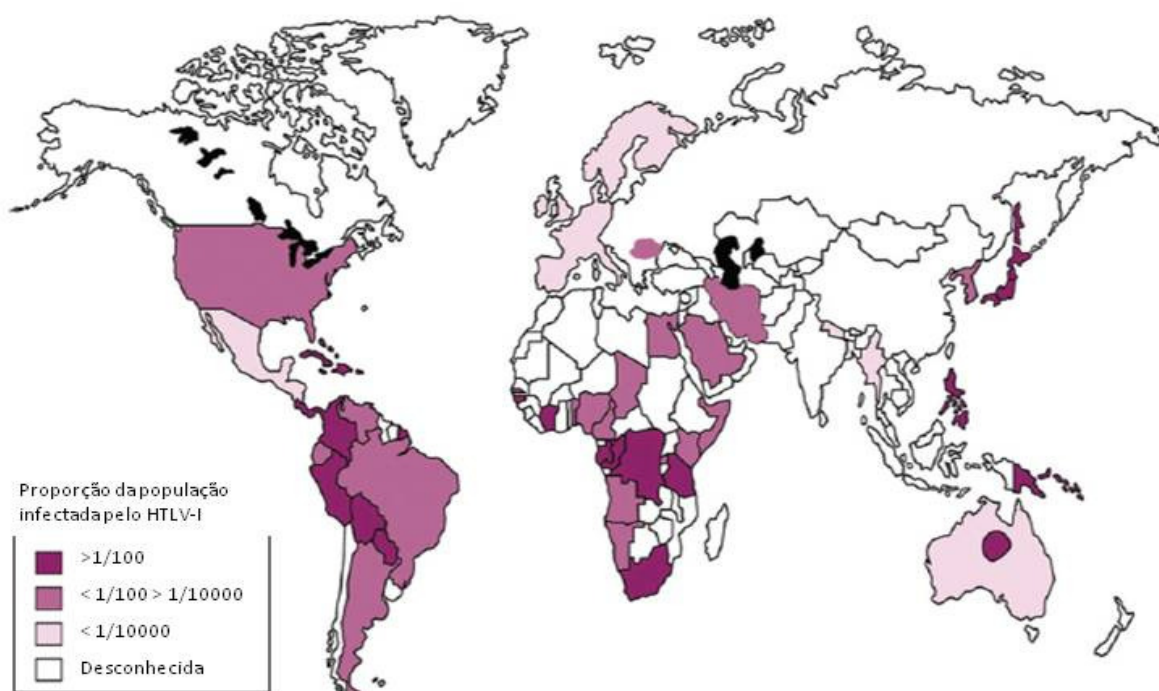 Proporção da população
infectada pelo HTLV-I
>1/100
< 1/100 > 1/10000
< 1/10000
Desconhecida